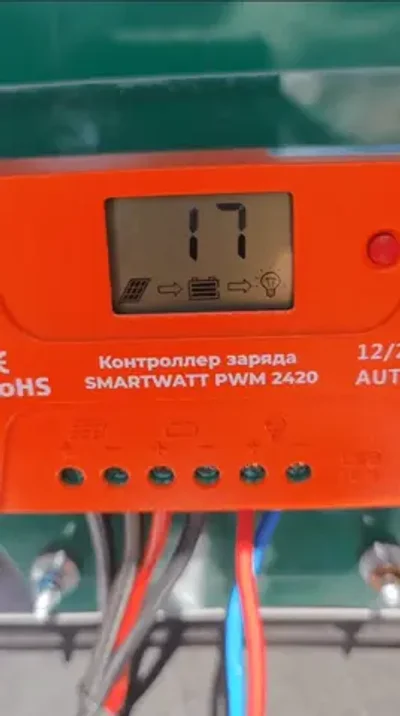 17
Контроллер заряда
SMARTWATT PWM 2420
12/2
AUT
oHS
+ - + - + -